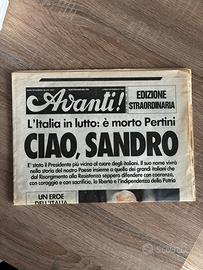 Avanti!
EDIZIONE
STRAORDINARIA
L'Italia in lutto: è morto Pertini
CIAO, SANDRO
E' stato il Presidente più vicino al cuore degli italiani. Il suo nome vivrà
nella storia del nostro Paese insieme a quello dei grandi italiani che
dal Risorgimento alla Resistenza seppero difendere con coerenza,
con coraggio e con sacrificio, la libertà e l'indipendenza della Patria
UN EROE
DELL'ITALIA